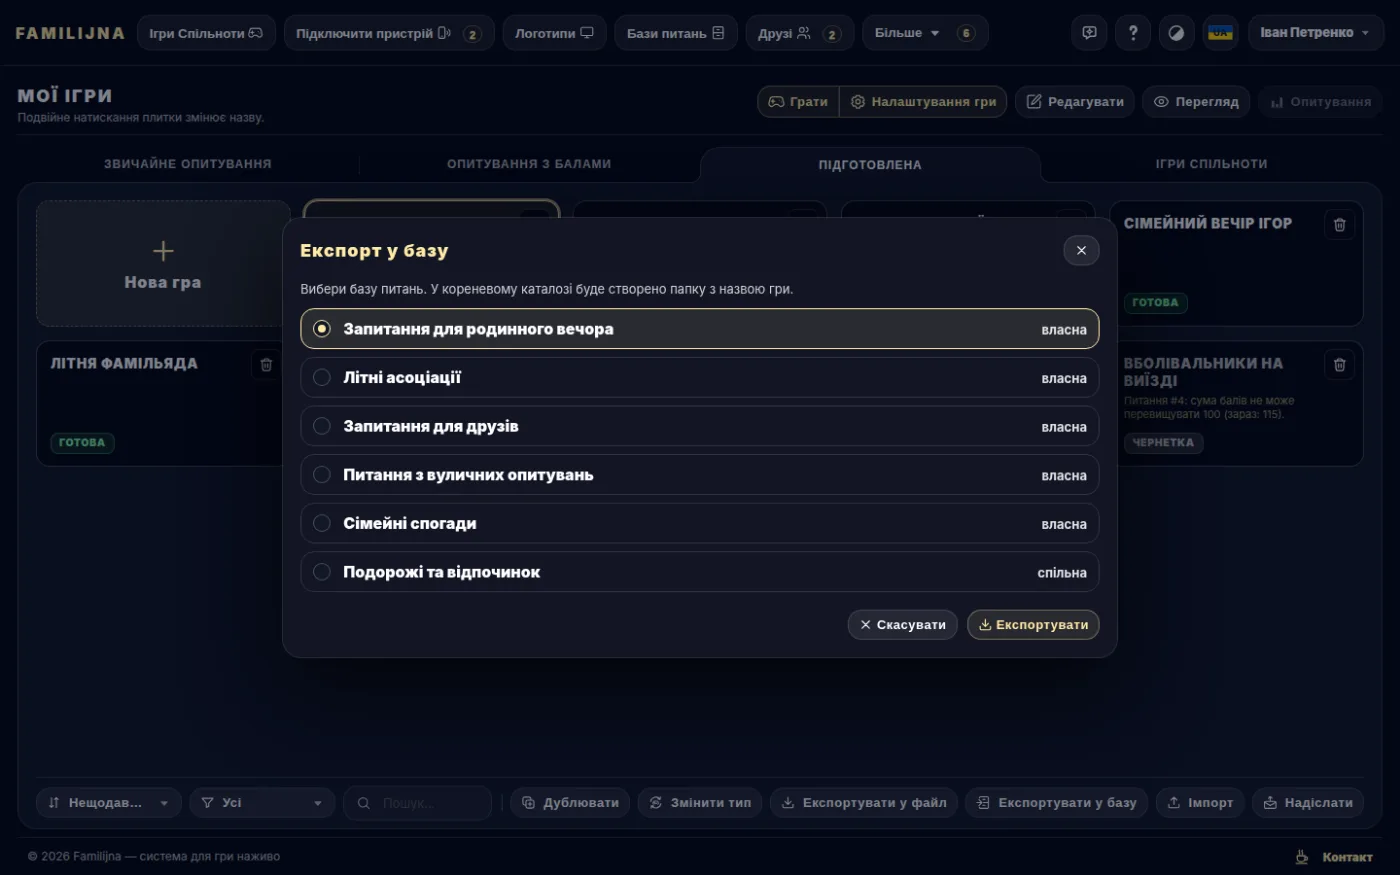 FAMILIJNA
Ігри Спільноти
Підключити пристрій 2
Логотипи
Бази питань
Друзі 2
Більше 6
?
UA
Іван Петренко
МОЇ ІГРИ
Подвійне натискання плитки змінює назву.
Грати
Налаштування гри
Редагувати
Перегляд
Опитування
ЗВИЧАЙНЕ ОПИТУВАННЯ
ОПИТУВАННЯ З БАЛАМИ
ПІДГОТОВЛЕНА
ІГРИ СПІЛЬНОТИ
Нова гра
СІМЕЙНИЙ ВЕЧІР ІГОР
ГОТОВА
ЛІТНЯ ФАМІЛЬЯДА
ГОТОВА
ВБОЛІВАЛЬНИКИ НА
ВИЇЗДІ
Питання #4: сума балів не може
перевищувати 100 (зараз: 115).
ЧЕРНЕТКА
Експорт у базу
Вибери базу питань. У кореневому каталозі буде створено папку з назвою гри.
Запитання для родинного вечора власна
Літні асоціації власна
Запитання для друзів власна
Питання з вуличних опитувань власна
Сімейні спогади власна
Подорожі та відпочинок спільна
Скасувати
Експортувати
Нещодав...
Усі
Пошук...
Дублювати
Змінити тип
Експортувати у файл
Експортувати у базу
Імпорт
Надіслати
© 2026 Familijna — система для гри наживо
Контакт